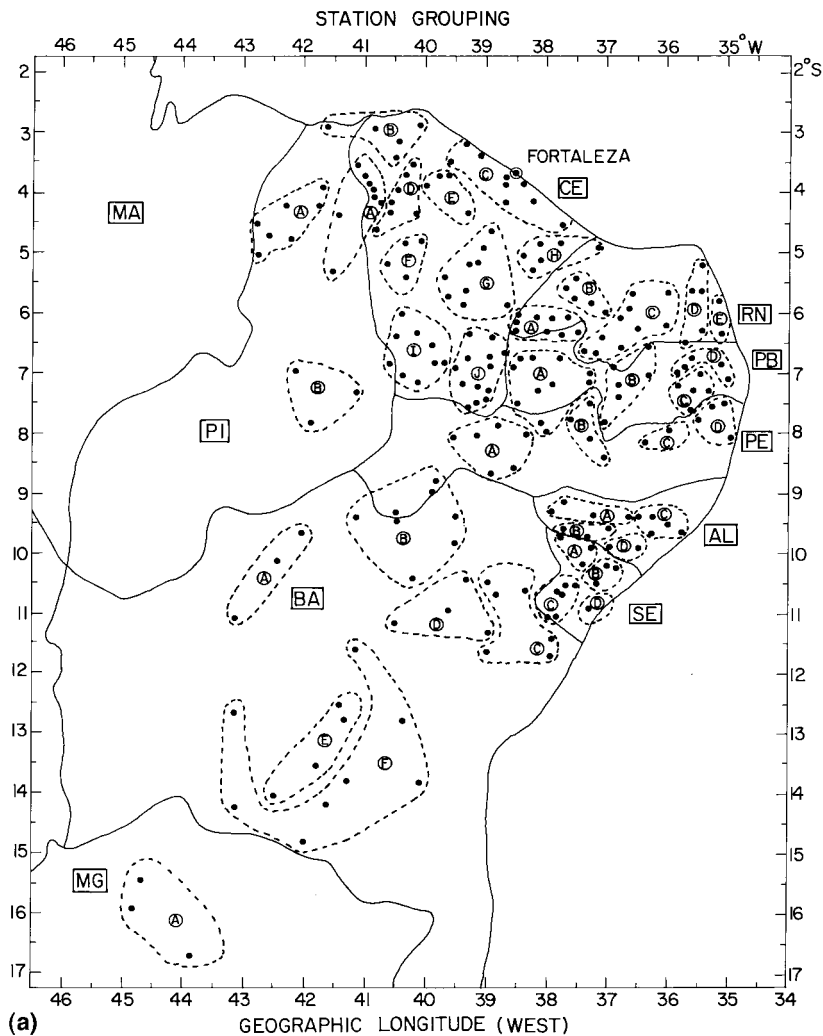 STATION GROUPING
46 45 44 43 42 41 40 39 38 37 36 35°W
2 2°S
3 B 3
FORTALEZA
C
4 MA A A D E CE 4
5 F H 5
G B
6 A C D E RN 6
I B PB
7 B J A B 7
C
PI
8 B D PE 8
A C
9 A C 9
B B AL
10 A A D 10
B
BA
11 D C D SE 11
C
12 12
13 E 13
F
14 14
15 15
MG
16 A 16
17 17
46 45 44 43 42 41 40 39 38 37 36 35 34
(a) GEOGRAPHIC LONGITUDE (WEST)